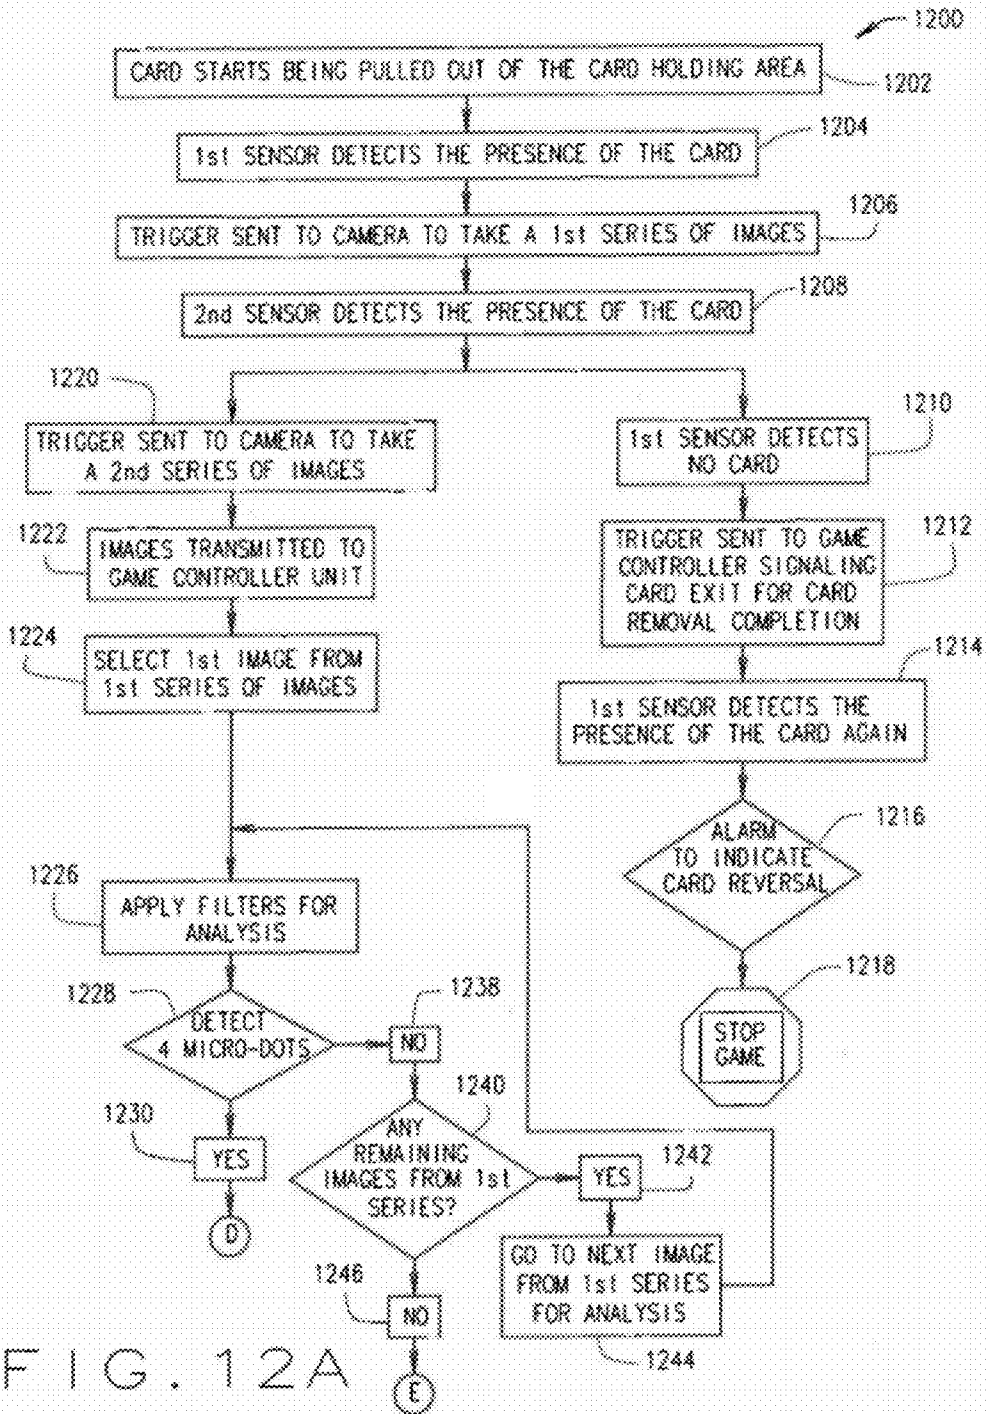 1200
CARD STARTS BEING PULLED OUT OF THE CARD HOLDING AREA
1202
1204
1st SENSOR DETECTS THE PRESENCE OF THE CARD
1206
TRIGGER SENT TO CAMERA TO TAKE A 1st SERIES OF IMAGES
1208
2nd SENSOR DETECTS THE PRESENCE OF THE CARD
1220
TRIGGER SENT TO CAMERA TO TAKE
A 2nd SERIES OF IMAGES
1222
IMAGES TRANSMITTED TO
GAME CONTROLLER UNIT
1224
SELECT 1st IMAGE FROM
1st SERIES OF IMAGES
1210
1st SENSOR DETECTS
NO CARD
1212
TRIGGER SENT TO GAME
CONTROLLER SIGNALING
CARD EXIT FOR CARD
REMOVAL COMPLETION
1214
1st SENSOR DETECTS THE
PRESENCE OF THE CARD AGAIN
1216
ALARM
TO INDICATE
CARD REVERSAL
1218
STOP
GAME
1226
APPLY FILTERS FOR
ANALYSIS
1228
DETECT
4 MICRO-DOTS
1230
YES
D
1238
NO
1240
ANY
REMAINING
IMAGES FROM 1st
SERIES?
1242
YES
GO TO NEXT IMAGE
FROM 1st SERIES
FOR ANALYSIS
1244
1246
NO
E
FIG. 12A